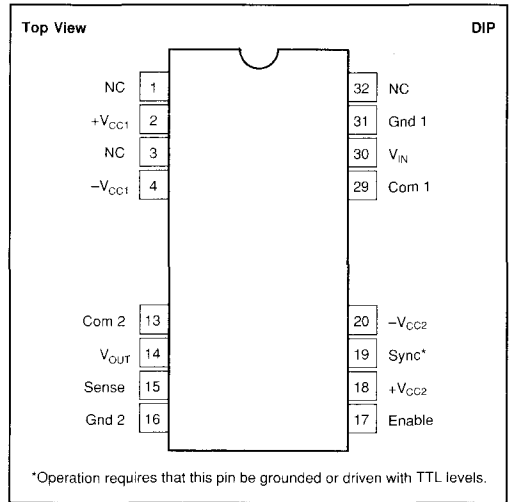 Top View DIP
NC 1 32 NC
+VCC1 2 31 Gnd 1
NC 3 30 VIN
–VCC1 4 29 Com 1
Com 2 13 20 –VCC2
VOUT 14 19 Sync*
Sense 15 18 +VCC2
Gnd 2 16 17 Enable
*Operation requires that this pin be grounded or driven with TTL levels.